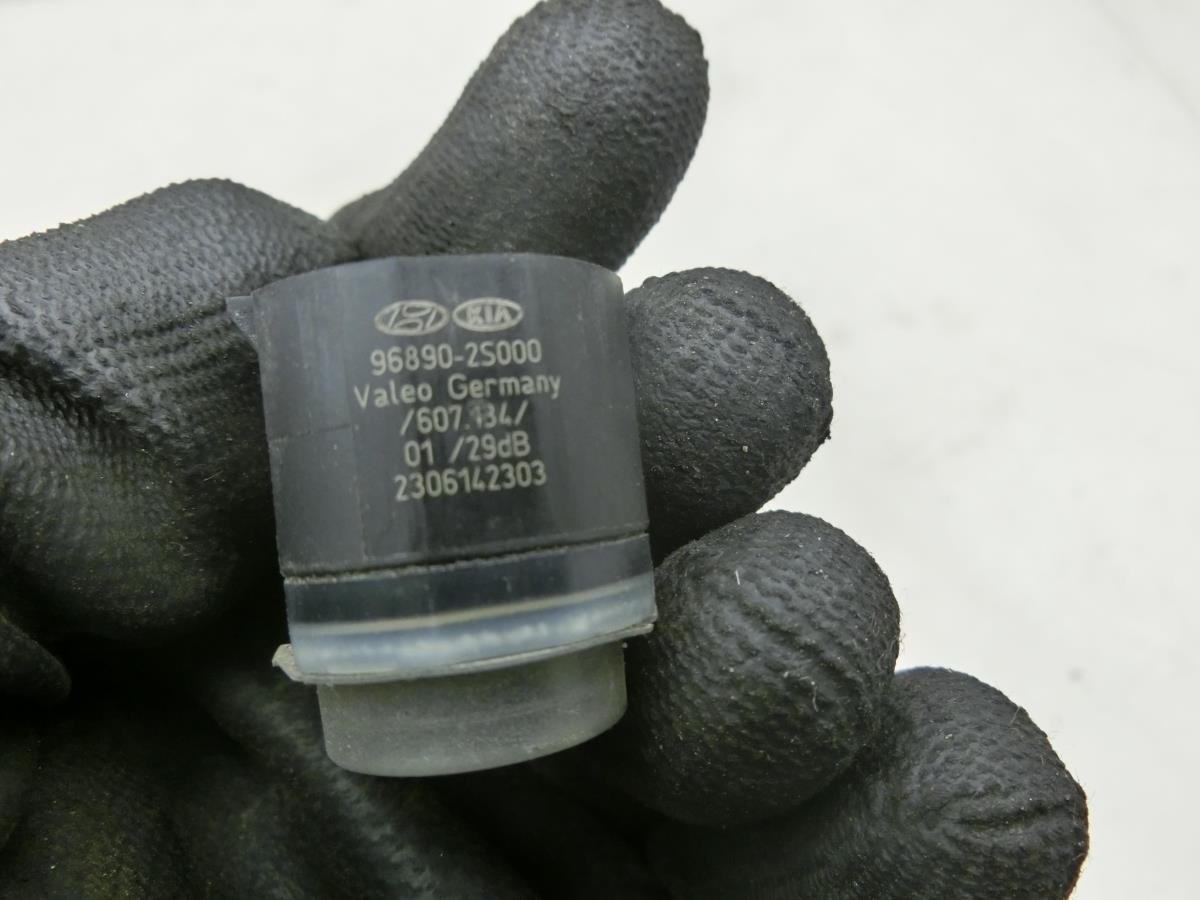 KIA
96890-2S000
Valeo Germany
/607.134/
01 /29dB
2306142303